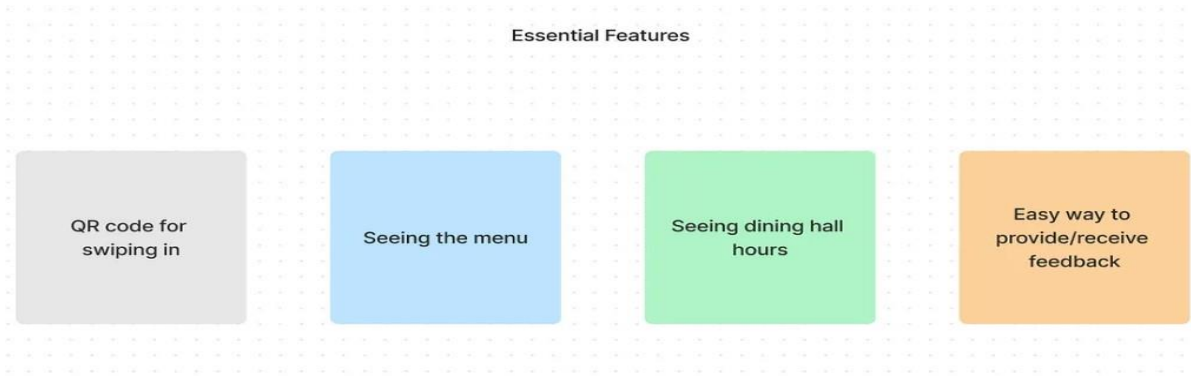 Essential Features
QR code for
swiping in
Seeing the menu
Seeing dining hall
hours
Easy way to
provide/receive
feedback